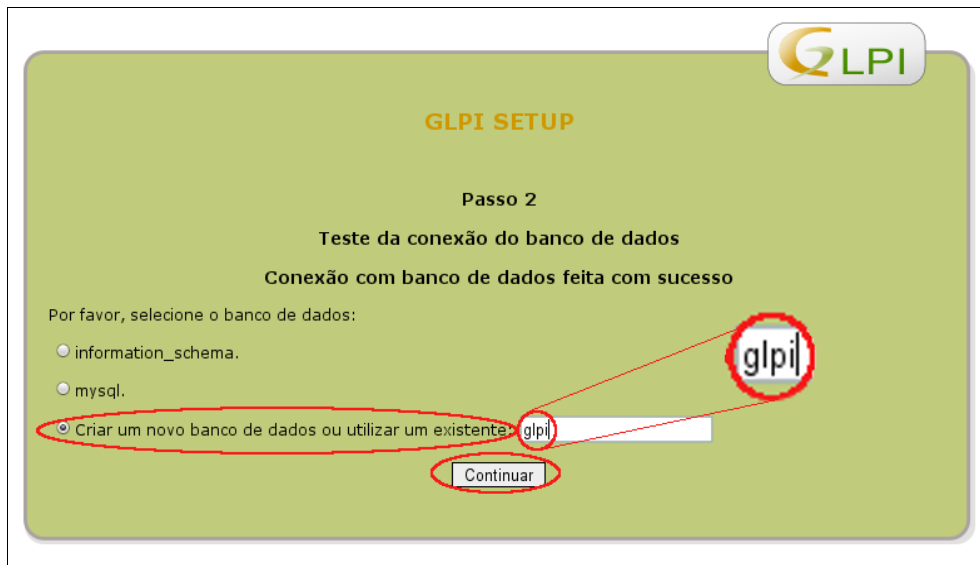 GLPI
GLPI SETUP
Passo 2
Teste da conexão do banco de dados
Conexão com banco de dados feita com sucesso
Por favor, selecione o banco de dados:
information_schema.
mysql.
Criar um novo banco de dados ou utilizar um existente: glpi
glpi
Continuar